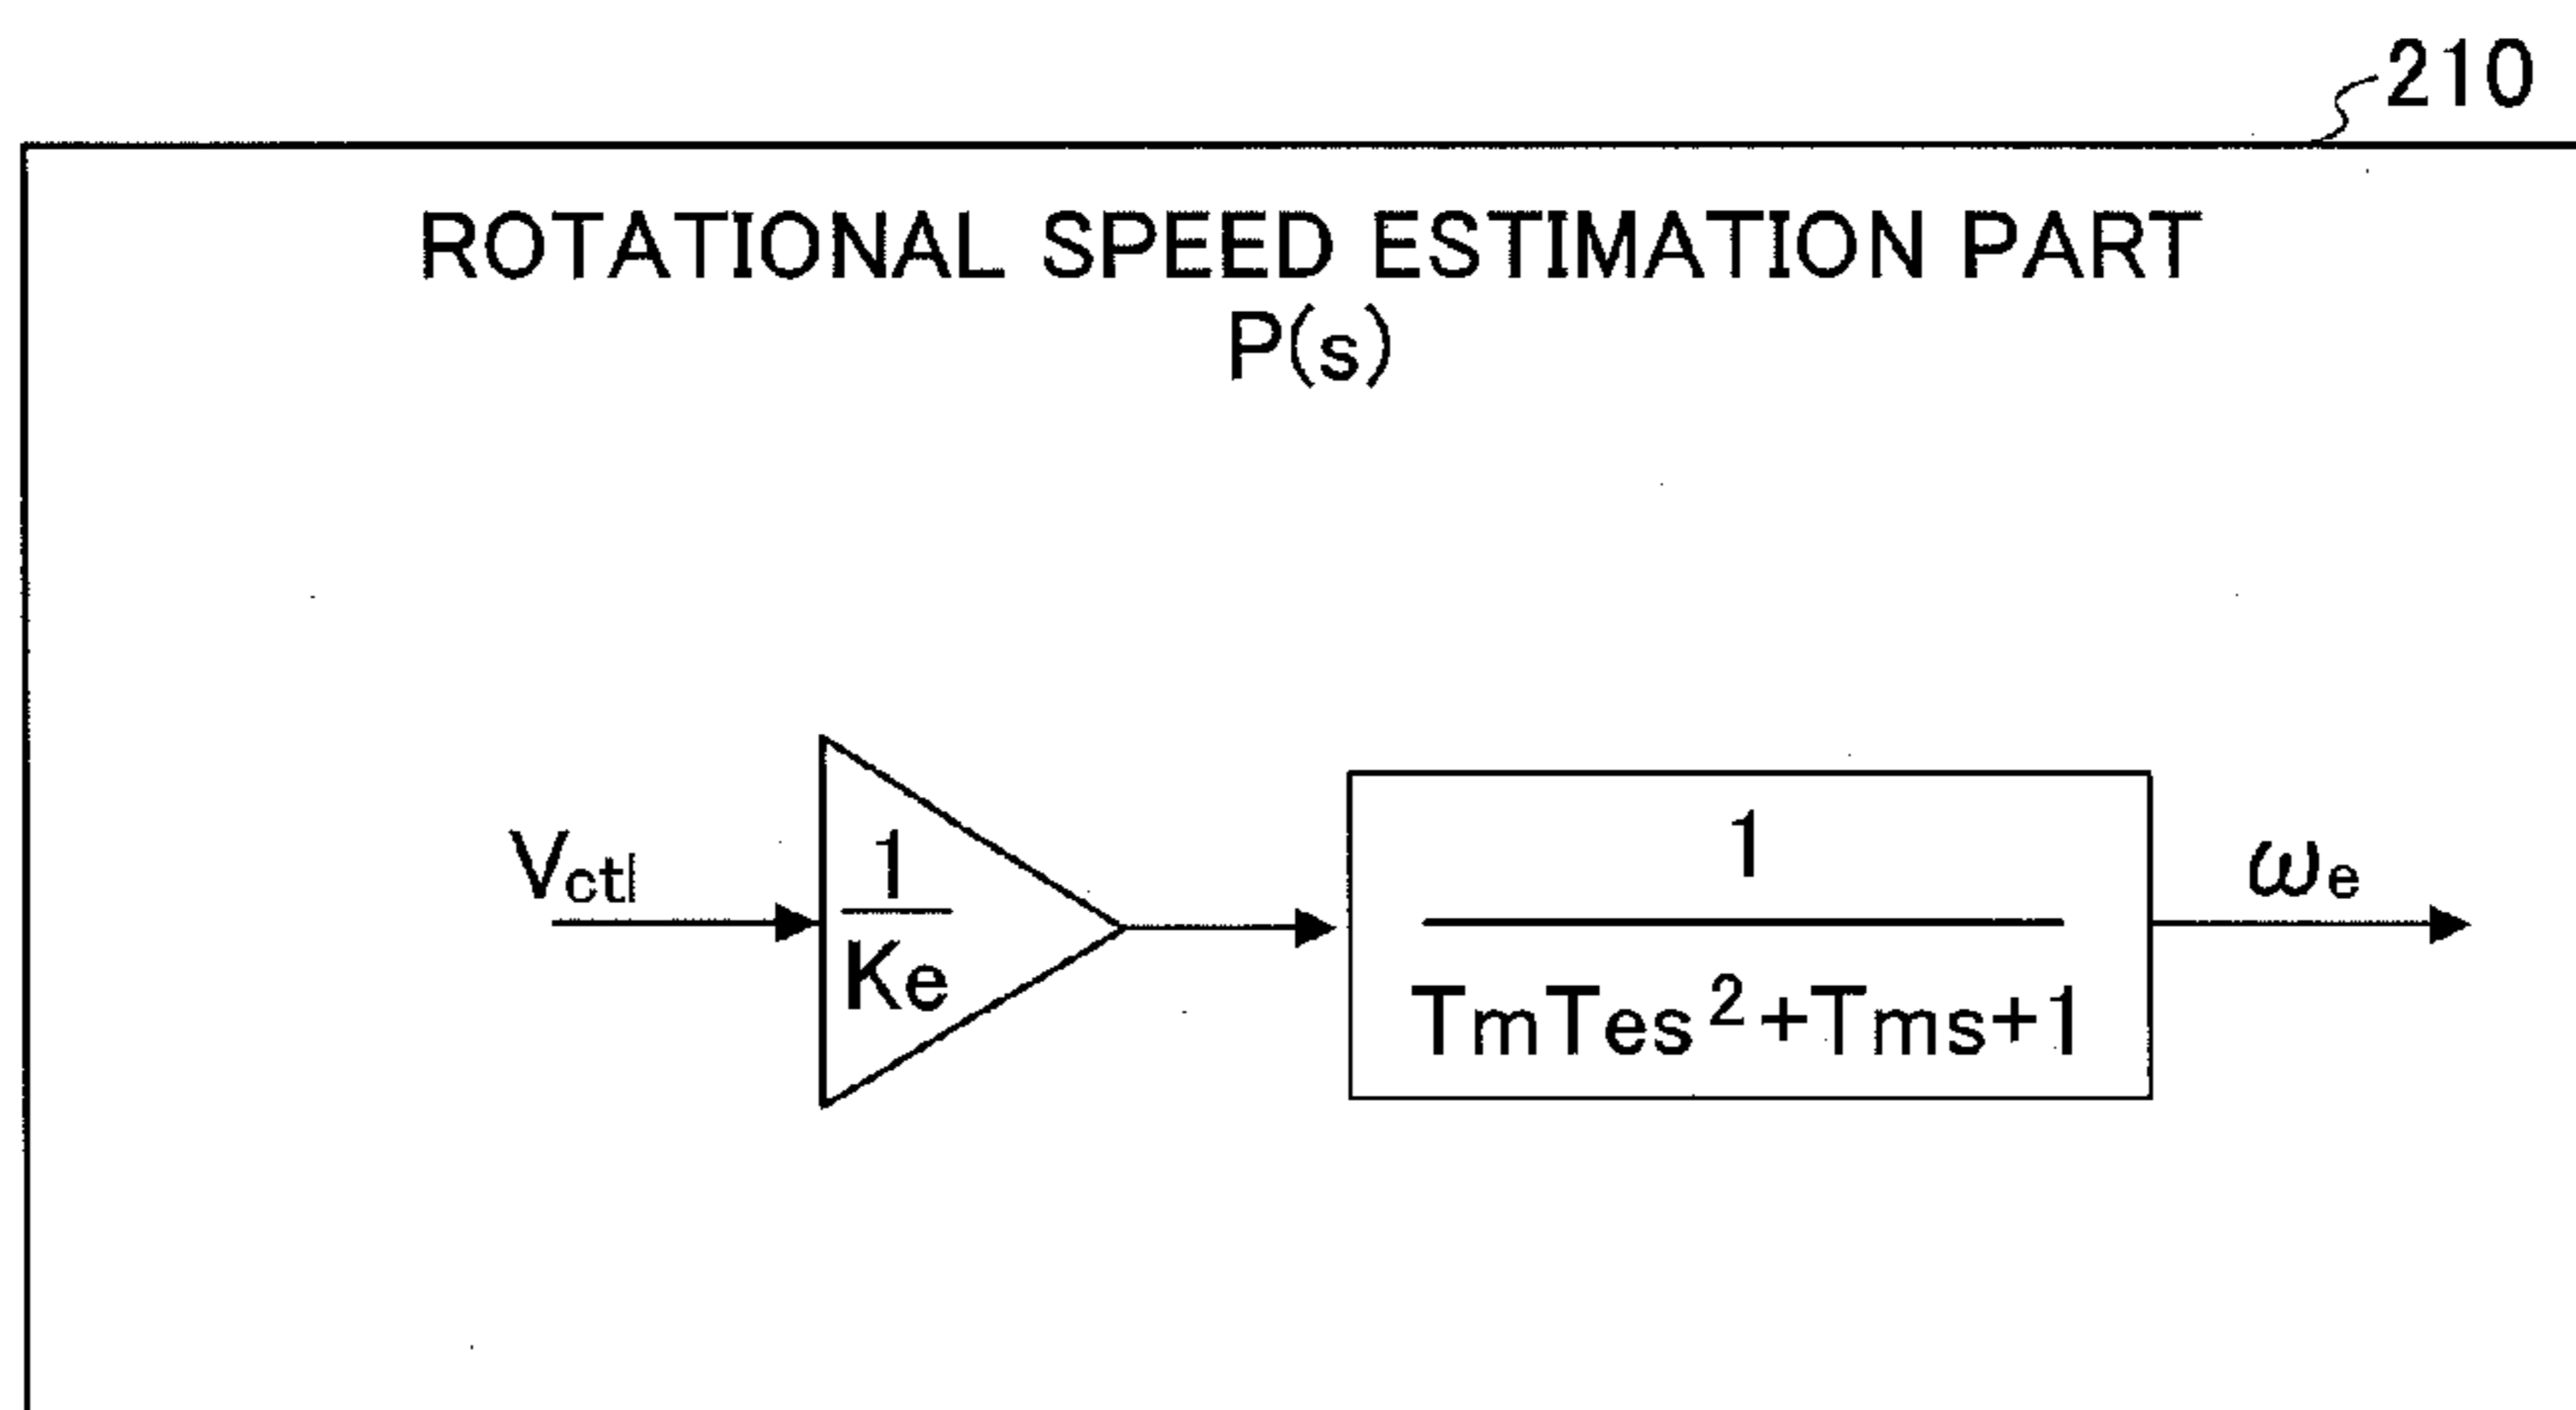 210
ROTATIONAL SPEED ESTIMATION PART
P(s)
Vctl
1
Ke
1
TmTes²+Tms+1
ωe